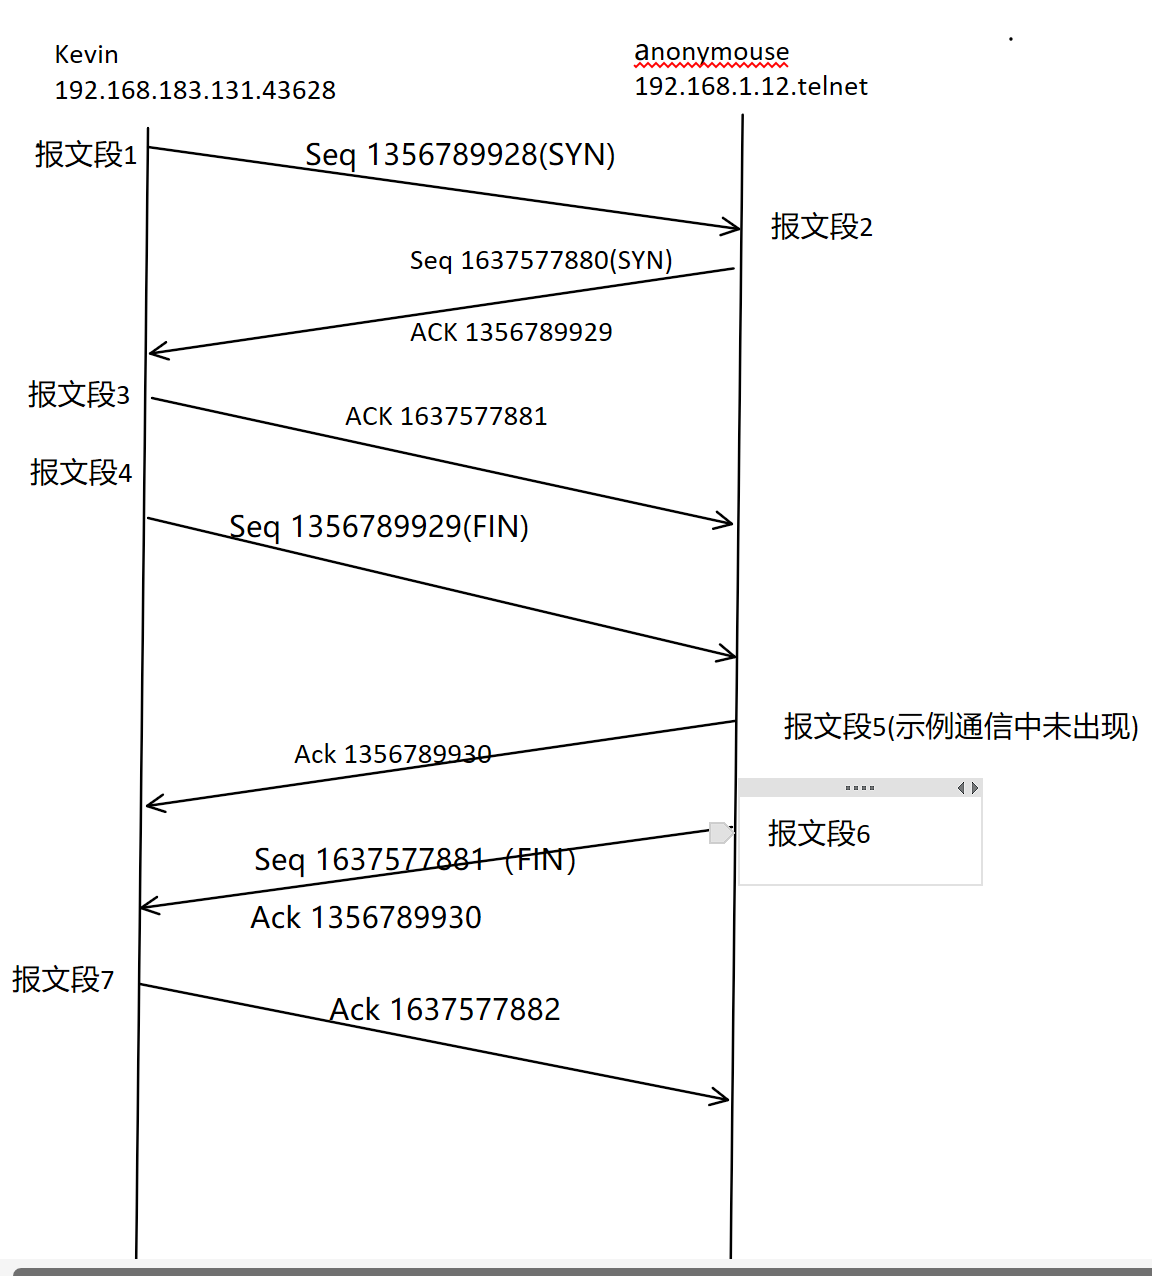 Kevin
192.168.183.131.43628
anonymouse
192.168.1.12.telnet
报文段1
Seq 1356789928(SYN)
报文段2
Seq 1637577880(SYN)
ACK 1356789929
报文段3
ACK 1637577881
报文段4
Seq 1356789929(FIN)
报文段5(示例通信中未出现)
Ack 1356789930
报文段6
Seq 1637577881（FIN）
Ack 1356789930
报文段7
Ack 1637577882